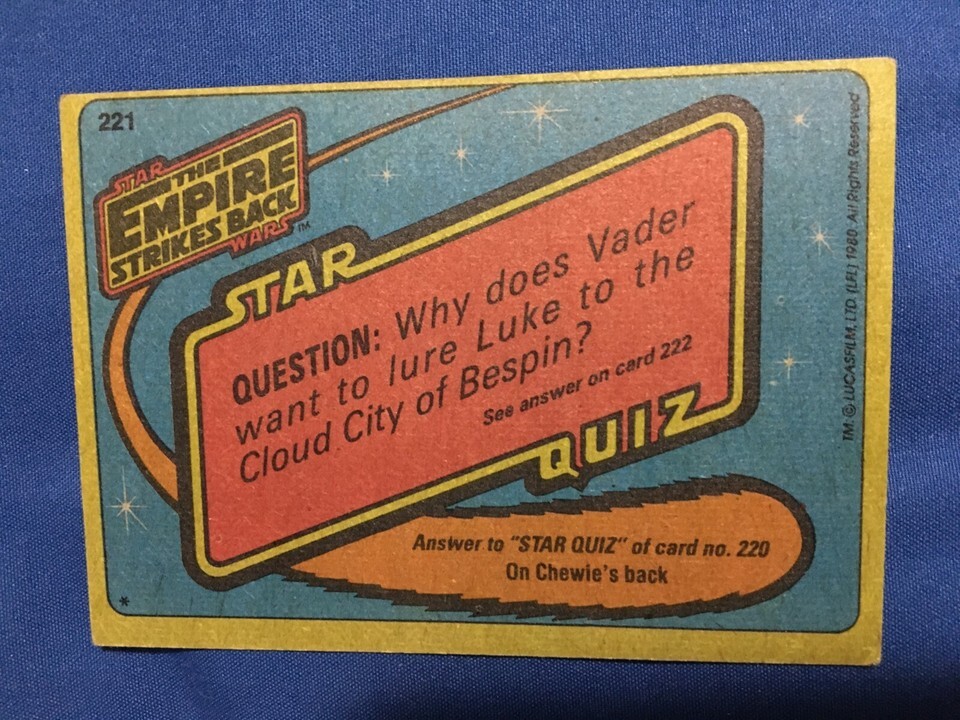 221
STAR
THE
EMPIRE
STRIKES BACK
WARS™
STAR
QUESTION: Why does Vader
want to lure Luke to the
Cloud City of Bespin?
See answer on card 222
QUIZ
Answer to "STAR QUIZ" of card no. 220
On Chewie's back
*
TM. © LUCASFILM, LTD. (LFL) 1980 All Rights Reserved